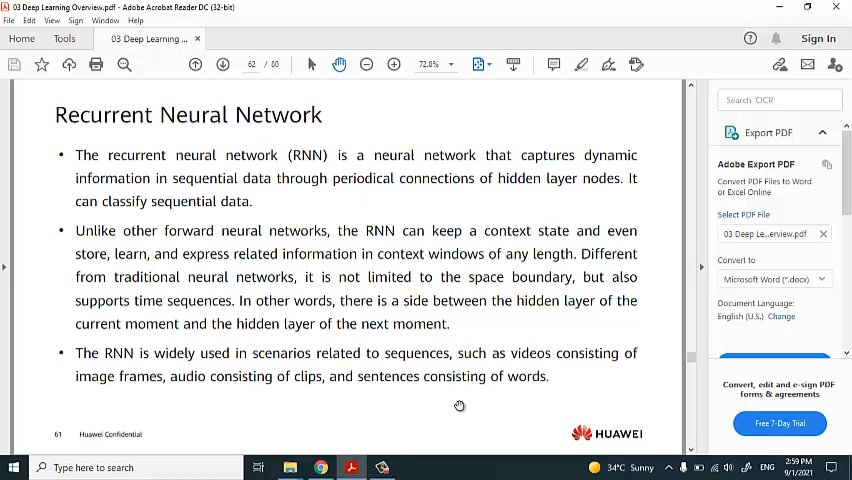 03 Deep Learning Overview.pdf - Adobe Acrobat Reader DC (32-bit)
File Edit View Sign Window Help
Home Tools 03 Deep Learning ... ×
Sign In
62 / 80
72.8%
Recurrent Neural Network
• The recurrent neural network (RNN) is a neural network that captures dynamic
information in sequential data through periodical connections of hidden layer nodes. It
can classify sequential data.
• Unlike other forward neural networks, the RNN can keep a context state and even
store, learn, and express related information in context windows of any length. Different
from traditional neural networks, it is not limited to the space boundary, but also
supports time sequences. In other words, there is a side between the hidden layer of the
current moment and the hidden layer of the next moment.
• The RNN is widely used in scenarios related to sequences, such as videos consisting of
image frames, audio consisting of clips, and sentences consisting of words.
61 Huawei Confidential
HUAWEI
Search 'OCR'
Export PDF
Adobe Export PDF
Convert PDF Files to Word
or Excel Online
Select PDF File
03 Deep Le...erview.pdf
Convert to
Microsoft Word (*.docx)
Document Language:
English (U.S.) Change
Convert, edit and e-sign PDF
forms & agreements
Free 7-Day Trial
Type here to search
34°C Sunny
ENG
2:59 PM
9/1/2021